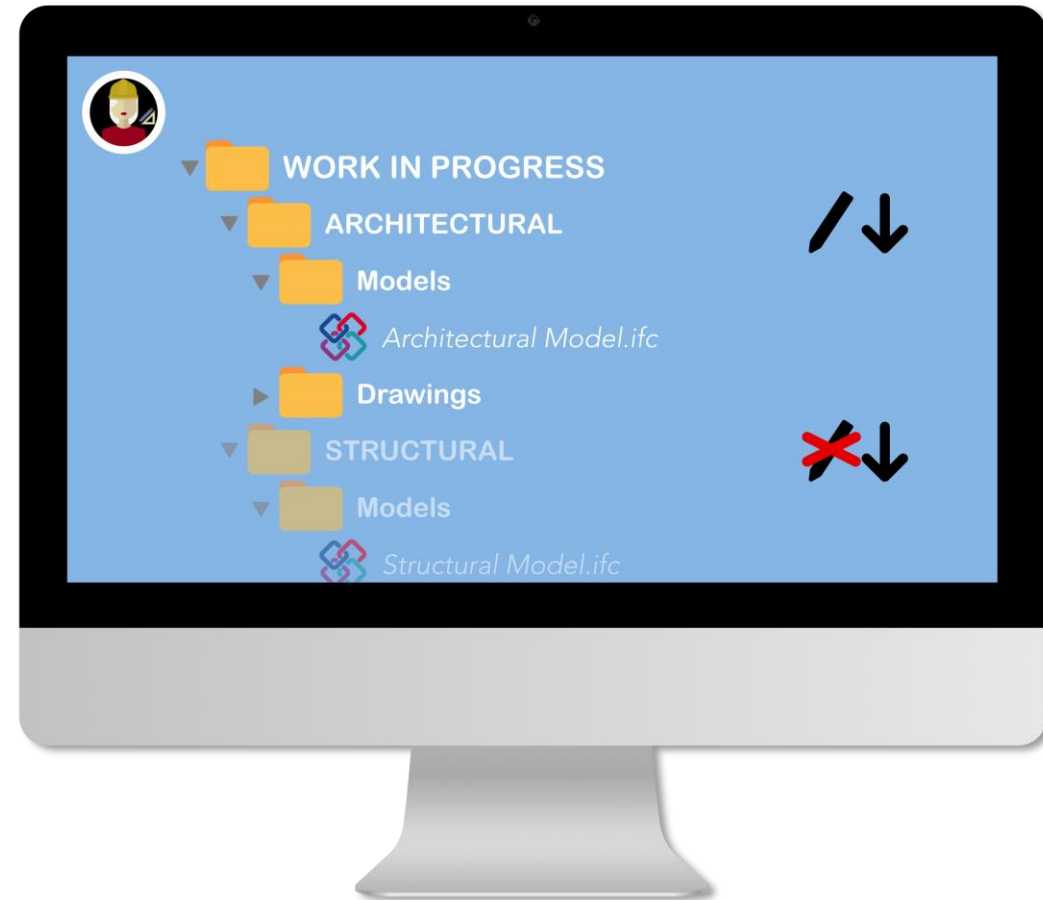 WORK IN PROGRESS
ARCHITECTURAL
Models
Architectural Model.ifc
Drawings
STRUCTURAL
Models
Structural Model.ifc